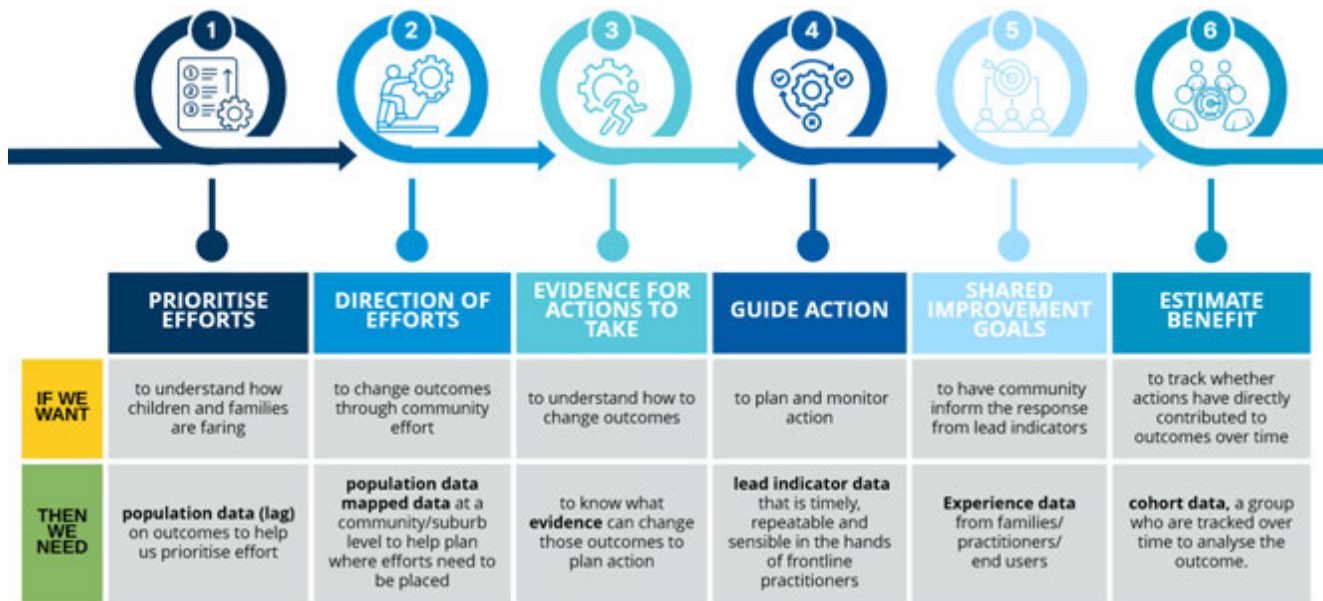 1
2
3
4
5
6
1
2
3
PRIORITISE
EFFORTS
DIRECTION OF
EFFORTS
EVIDENCE FOR
ACTIONS TO
TAKE
GUIDE ACTION
SHARED
IMPROVEMENT
GOALS
ESTIMATE
BENEFIT
IF WE
WANT
to understand how
children and families
are faring
to change outcomes
through community
effort
to understand how to
change outcomes
to plan and monitor
action
to have community
inform the response
from lead indicators
to track whether
actions have directly
contributed to
outcomes over time
THEN
WE
NEED
population data (lag)
on outcomes to help
us prioritise effort
population data
mapped data at a
community/suburb
level to help plan
where efforts need to
be placed
to know what
evidence can change
those outcomes to
plan action
lead indicator data
that is timely,
repeatable and
sensible in the hands
of frontline
practitioners
Experience data
from families/
practitioners/
end users
cohort data, a group
who are tracked over
time to analyse the
outcome.